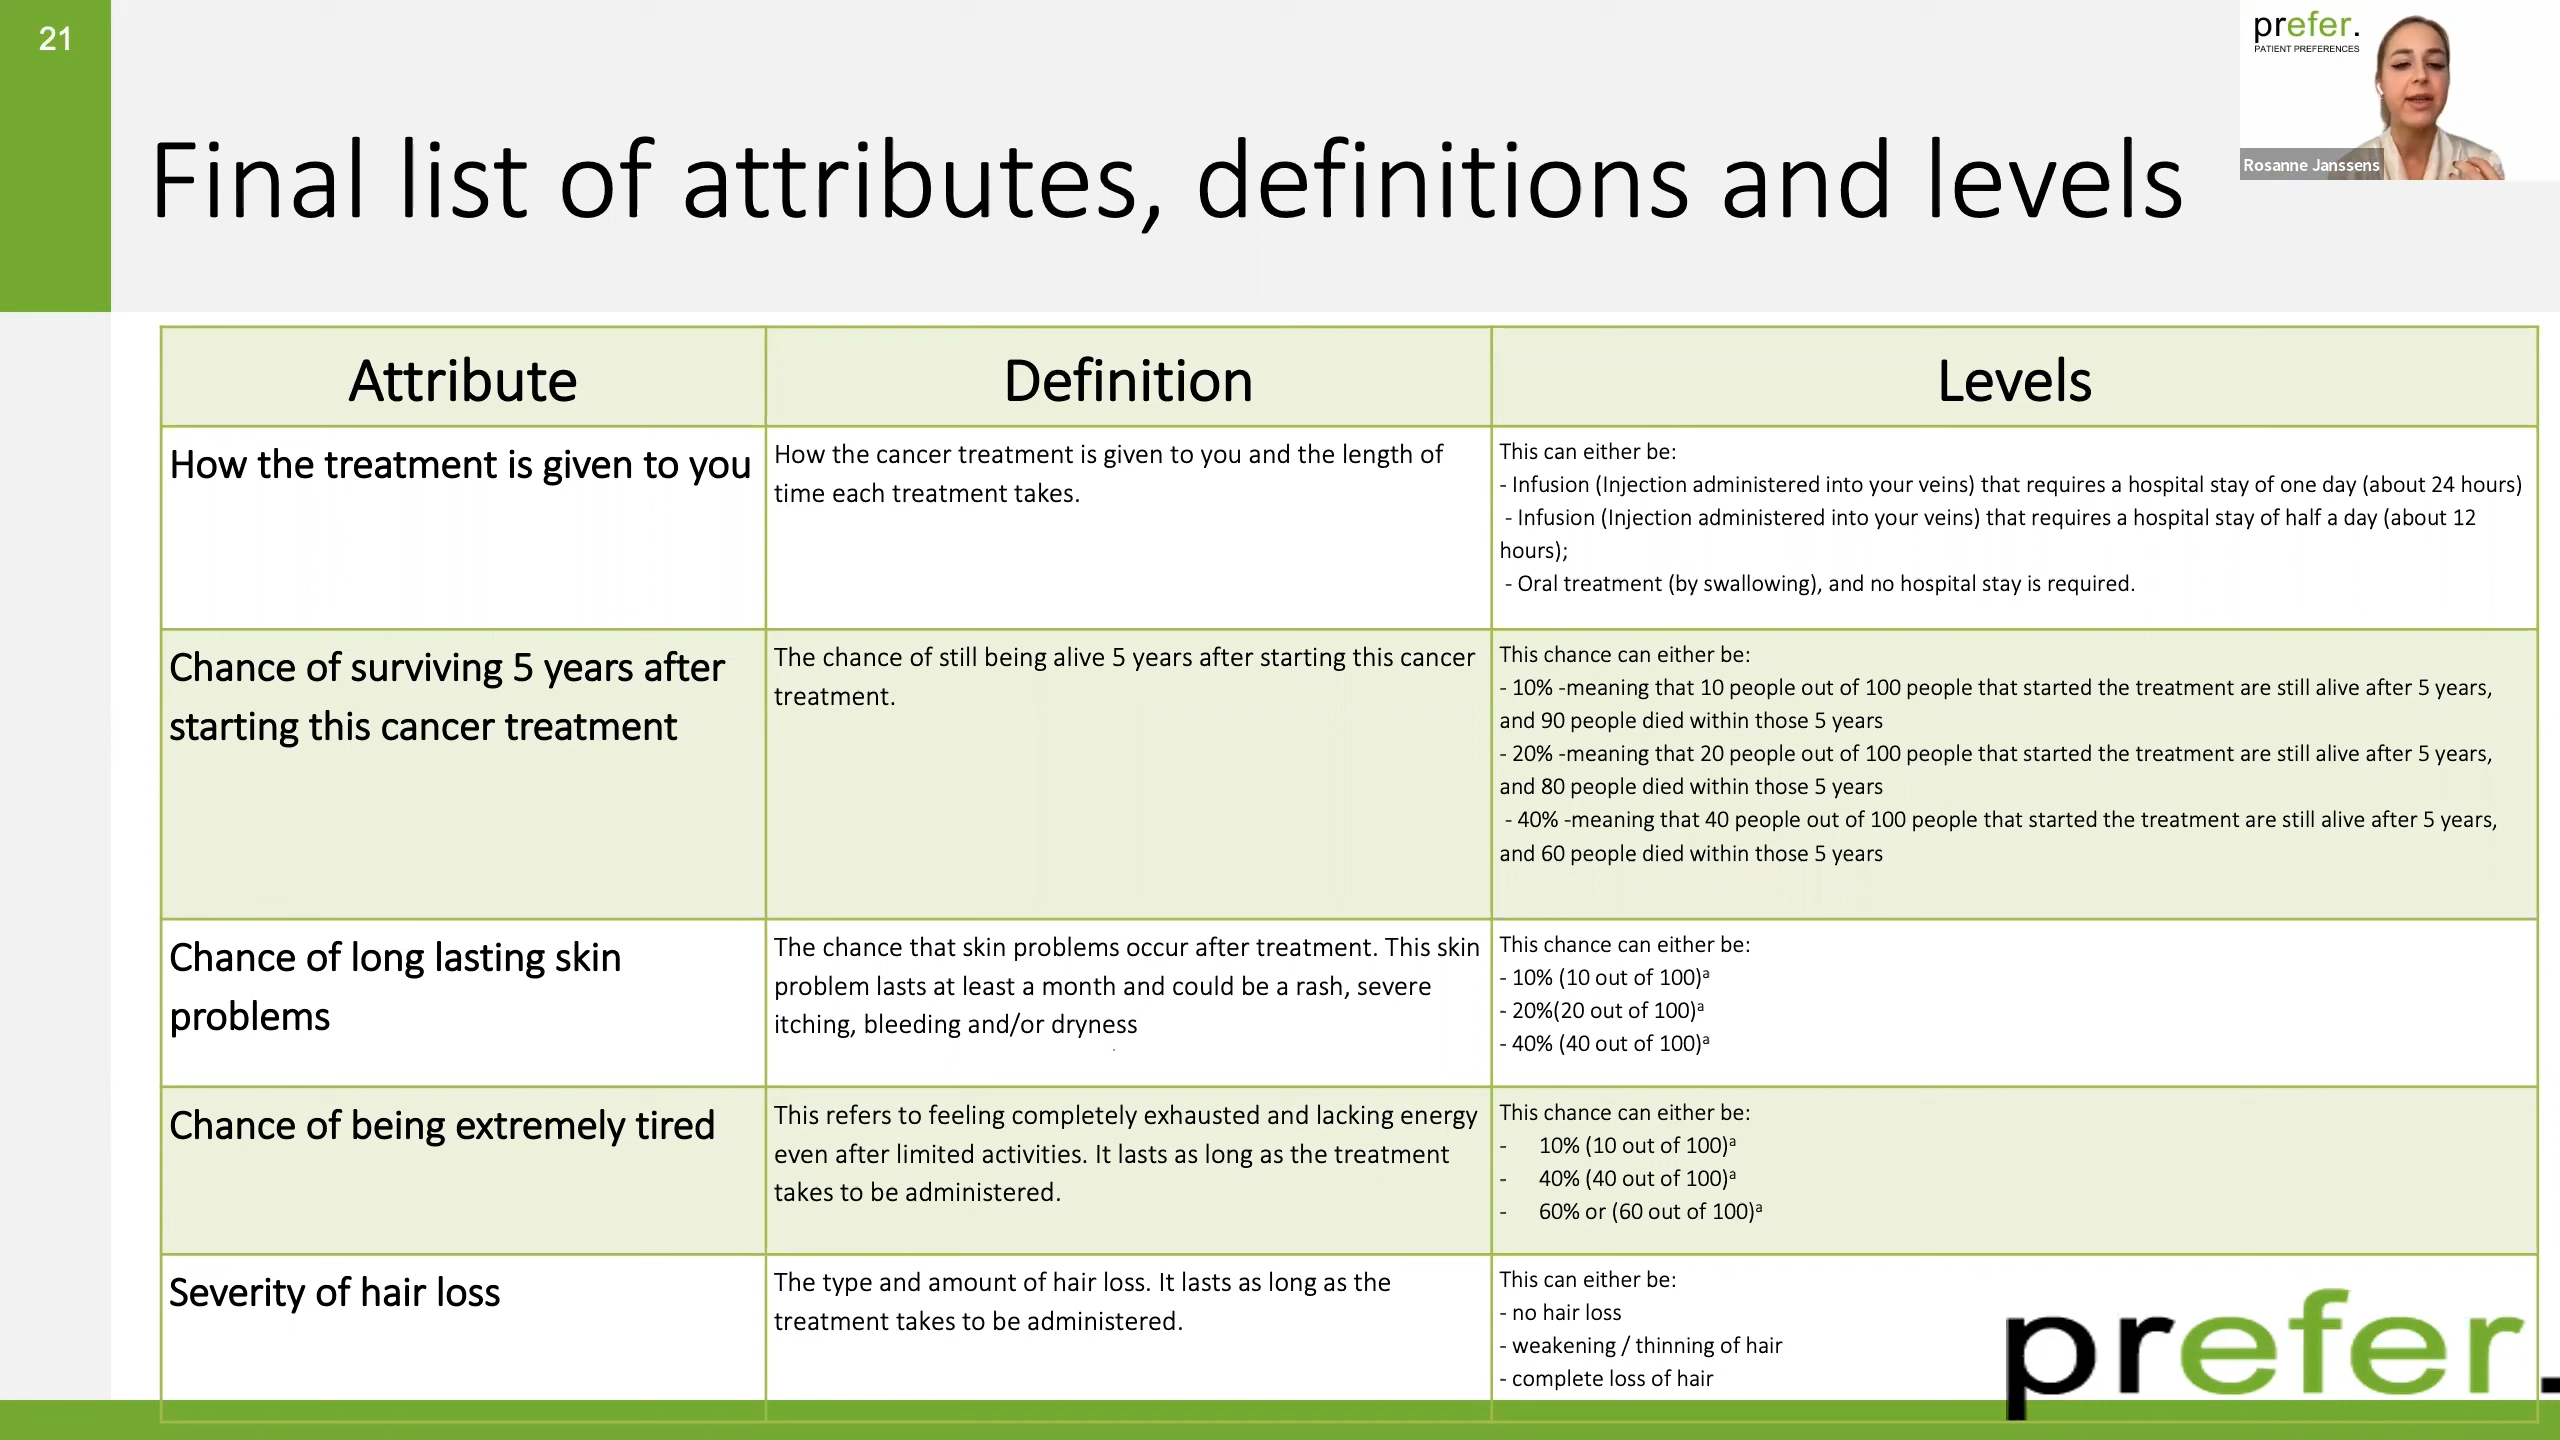 21
prefer.
PATIENT PREFERENCES
Rosanne Janssens
Final list of attributes, definitions and levels
Attribute
Definition
Levels
How the treatment is given to you
How the cancer treatment is given to you and the length of
time each treatment takes.
This can either be:
- Infusion (Injection administered into your veins) that requires a hospital stay of one day (about 24 hours)
- Infusion (Injection administered into your veins) that requires a hospital stay of half a day (about 12
hours);
- Oral treatment (by swallowing), and no hospital stay is required.
Chance of surviving 5 years after
starting this cancer treatment
The chance of still being alive 5 years after starting this cancer
treatment.
This chance can either be:
- 10% -meaning that 10 people out of 100 people that started the treatment are still alive after 5 years,
and 90 people died within those 5 years
- 20% -meaning that 20 people out of 100 people that started the treatment are still alive after 5 years,
and 80 people died within those 5 years
- 40% -meaning that 40 people out of 100 people that started the treatment are still alive after 5 years,
and 60 people died within those 5 years
Chance of long lasting skin
problems
The chance that skin problems occur after treatment. This skin
problem lasts at least a month and could be a rash, severe
itching, bleeding and/or dryness
This chance can either be:
- 10% (10 out of 100)ᵃ
- 20%(20 out of 100)ᵃ
- 40% (40 out of 100)ᵃ
Chance of being extremely tired
This refers to feeling completely exhausted and lacking energy
even after limited activities. It lasts as long as the treatment
takes to be administered.
This chance can either be:
- 10% (10 out of 100)ᵃ
- 40% (40 out of 100)ᵃ
- 60% or (60 out of 100)ᵃ
Severity of hair loss
The type and amount of hair loss. It lasts as long as the
treatment takes to be administered.
This can either be:
- no hair loss
- weakening / thinning of hair
- complete loss of hair
prefer.